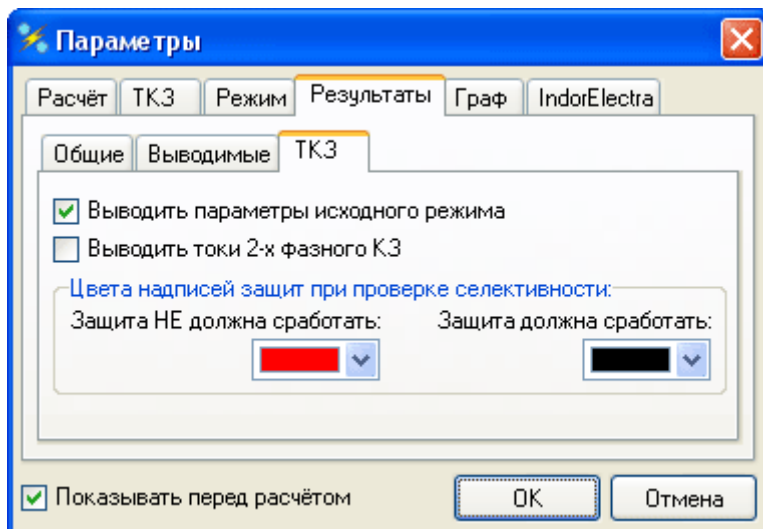 Параметры
Расчёт ТКЗ Режим Результаты Граф IndorElectra
Общие Выводимые ТКЗ
Выводить параметры исходного режима
Выводить токи 2-х фазного КЗ
Цвета надписей защит при проверке селективности:
Защита НЕ должна сработать: Защита должна сработать:
Показывать перед расчётом OK Отмена